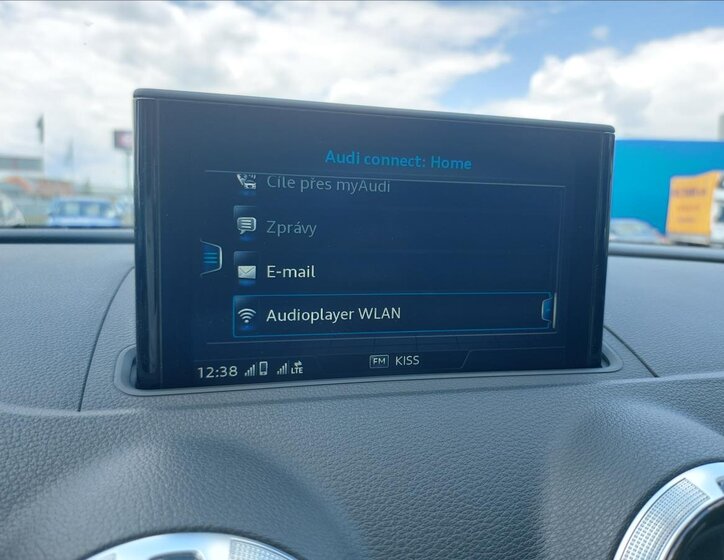 Audi connect: Home
Cíle přes myAudi
Zprávy
E-mail
Audioplayer WLAN
12:38 LTE FM KISS